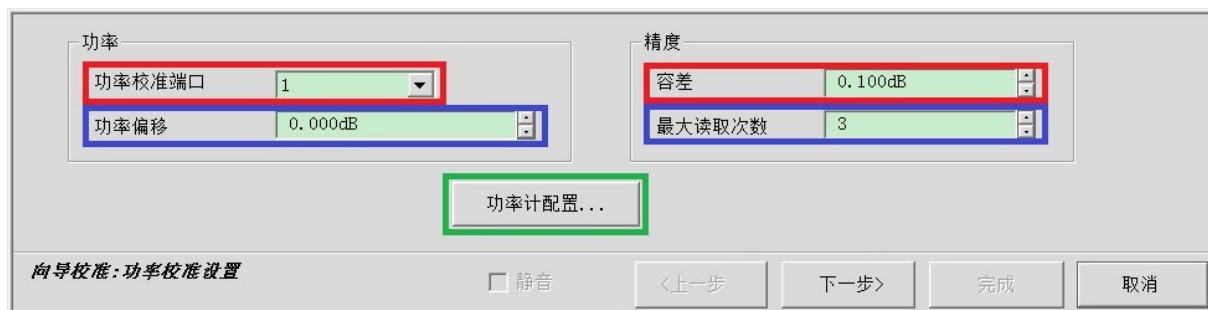 功率
功率校准端口 1
功率偏移 0.000dB
精度
容差 0.100dB
最大读取次数 3
功率计配置...
向导校准:功率校准设置
静音
<上一步
下一步>
完成
取消